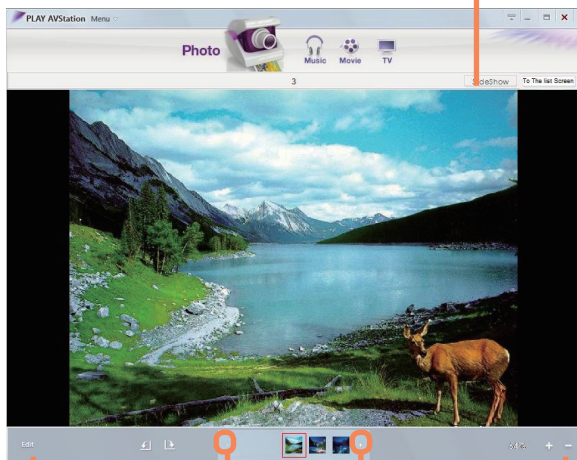 PLAY AVStation Menu
Photo
Music
Movie
TV
3
SlideShow
To The list Screen
Edit